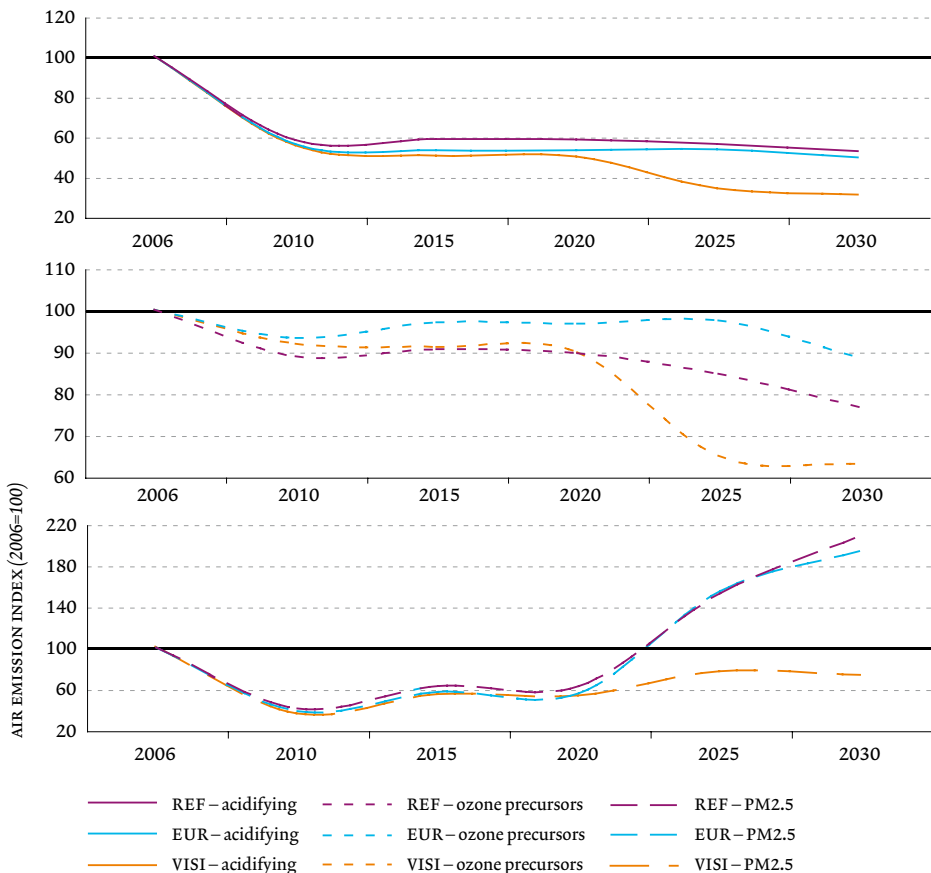 120
100
80
60
40
20
2006 2010 2015 2020 2025 2030
110
100
90
80
70
60
2006 2010 2015 2020 2025 2030
AIR EMISSION INDEX (2006=100)
220
180
140
100
60
20
2006 2010 2015 2020 2025 2030
REF – acidifying REF – ozone precursors REF – PM2.5
EUR – acidifying EUR – ozone precursors EUR – PM2.5
VISI – acidifying VISI – ozone precursors VISI – PM2.5